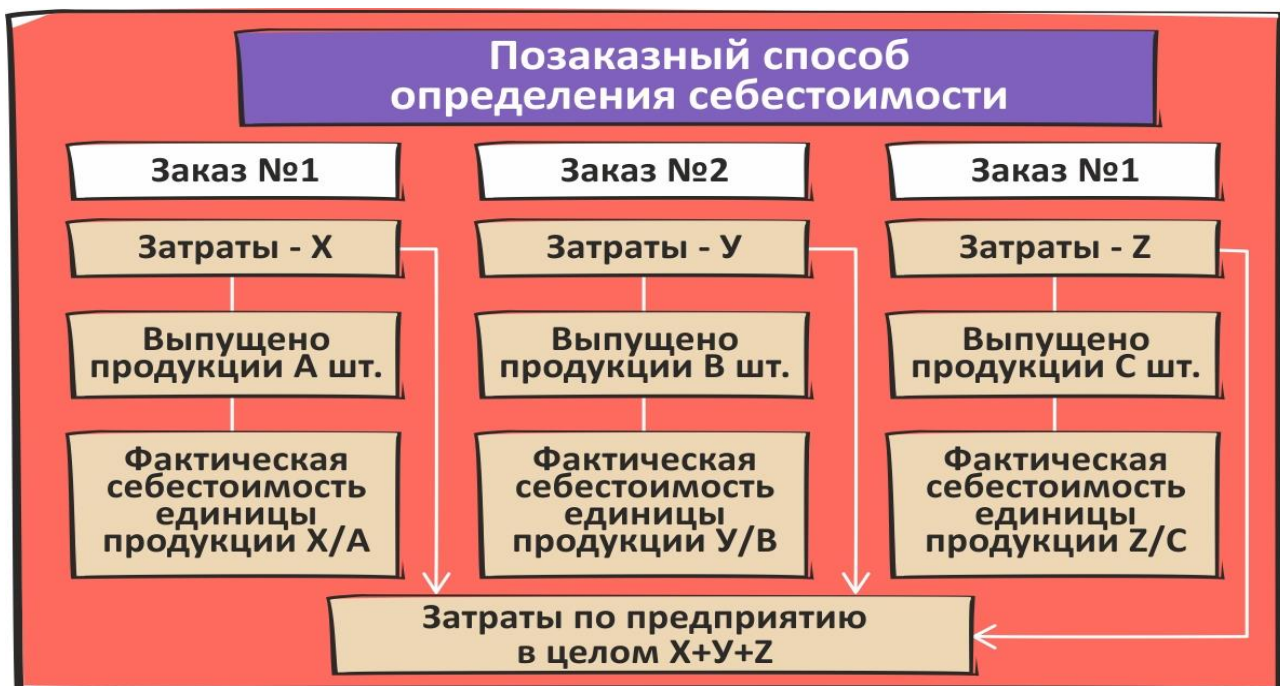 Позаказный способ
определения себестоимости
Заказ №1
Затраты - X
Выпущено
продукции А шт.
Фактическая
себестоимость
единицы
продукции X/A
Заказ №2
Затраты - У
Выпущено
продукции В шт.
Фактическая
себестоимость
единицы
продукции У/В
Заказ №1
Затраты - Z
Выпущено
продукции С шт.
Фактическая
себестоимость
единицы
продукции Z/C
Затраты по предприятию
в целом X+У+Z